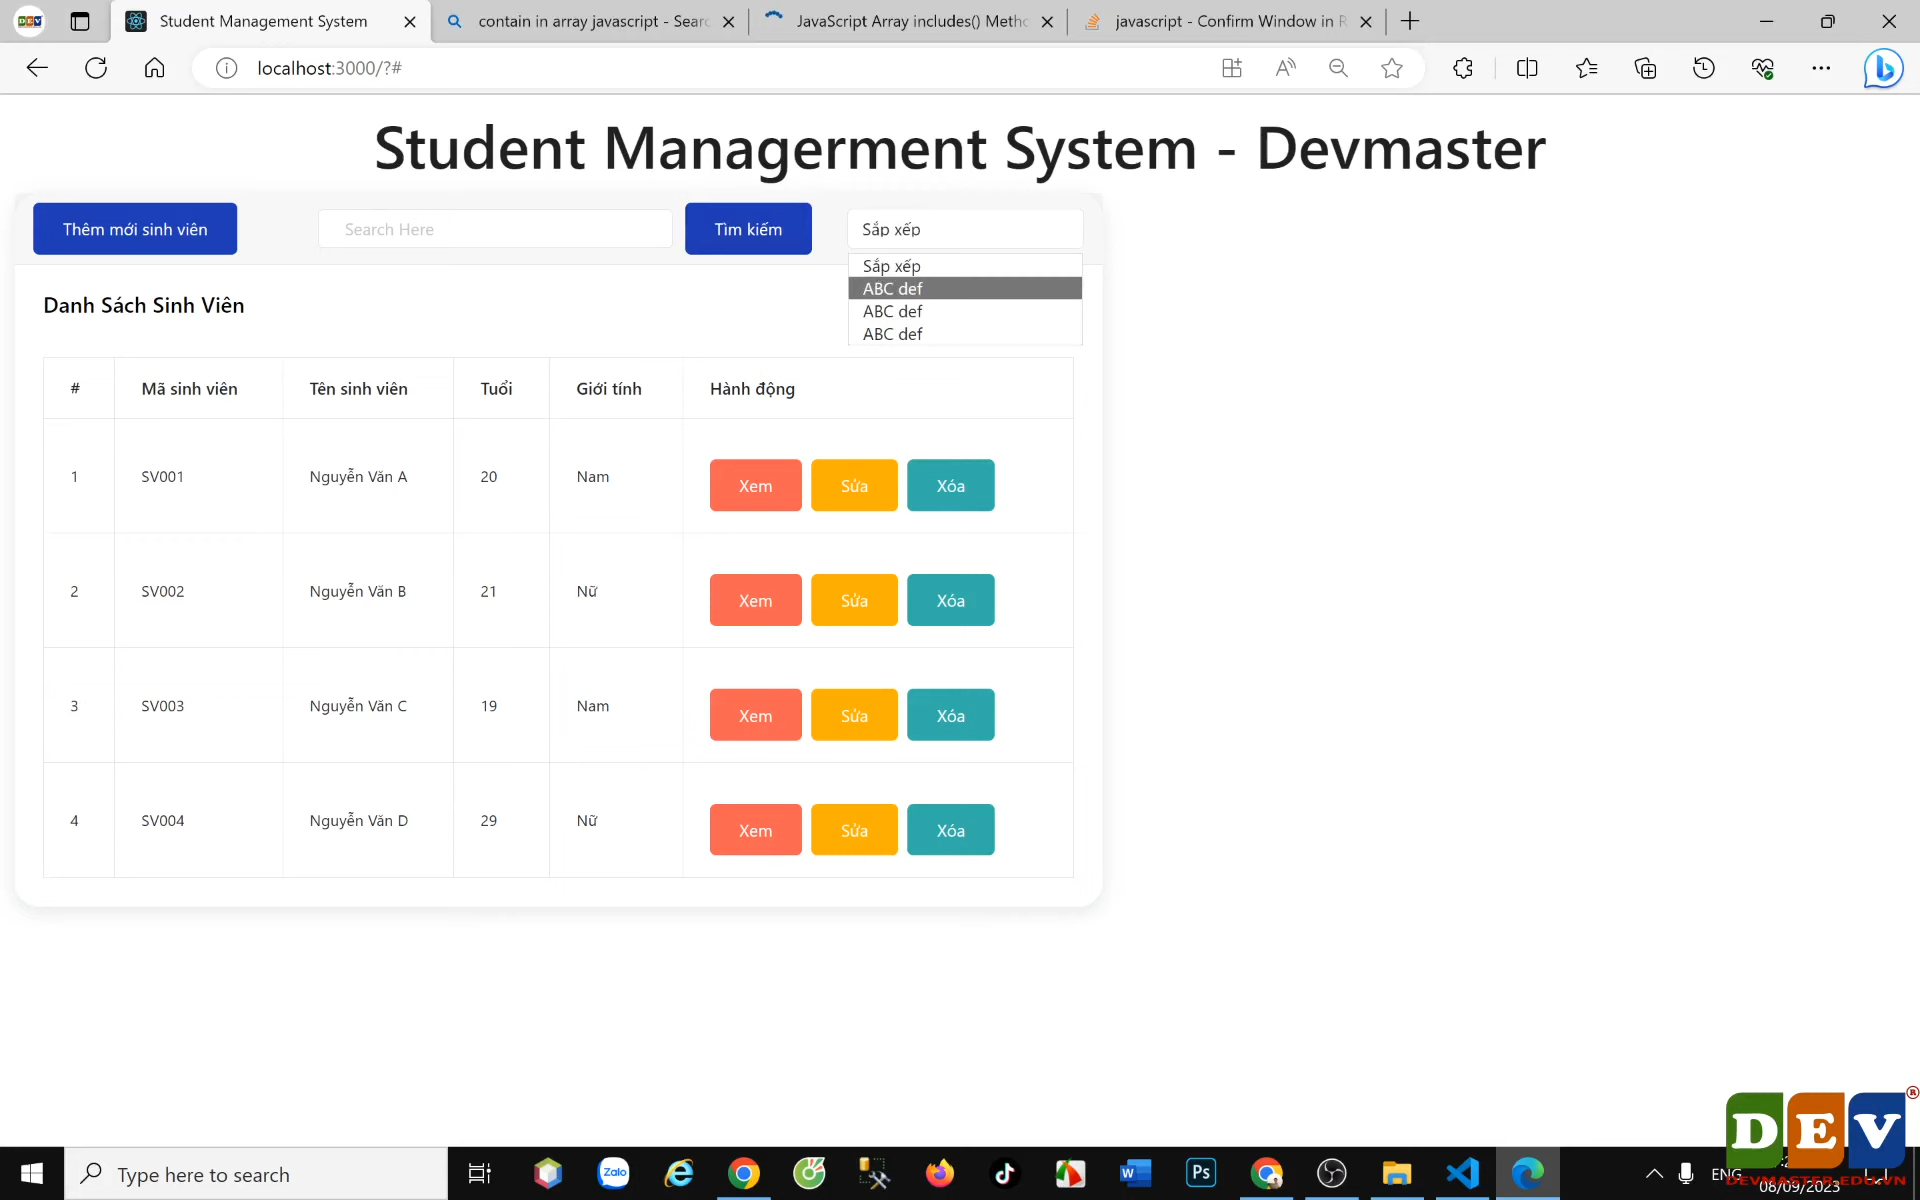 Student Management System
contain in array javascript - Searc
JavaScript Array includes() Metho
javascript - Confirm Window in R
localhost:3000/?#
Student Managerment System - Devmaster
Thêm mới sinh viên
Search Here
Tìm kiếm
Sắp xếp
Sắp xếp
ABC def
ABC def
ABC def
Danh Sách Sinh Viên
# Mã sinh viên Tên sinh viên Tuổi Giới tính Hành động
1 SV001 Nguyễn Văn A 20 Nam Xem Sửa Xóa
2 SV002 Nguyễn Văn B 21 Nữ Xem Sửa Xóa
3 SV003 Nguyễn Văn C 19 Nam Xem Sửa Xóa
4 SV004 Nguyễn Văn D 29 Nữ Xem Sửa Xóa
DEV®
DEVMASTER.EDU.VN
Type here to search
Zalo
Ps
ENG
08/09/2023